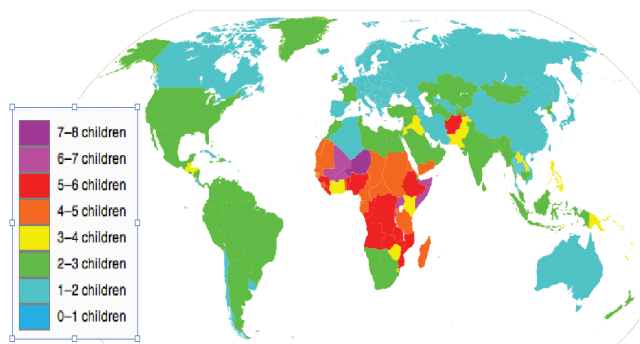 7–8 children
6–7 children
5–6 children
4–5 children
3–4 children
2–3 children
1–2 children
0–1 children